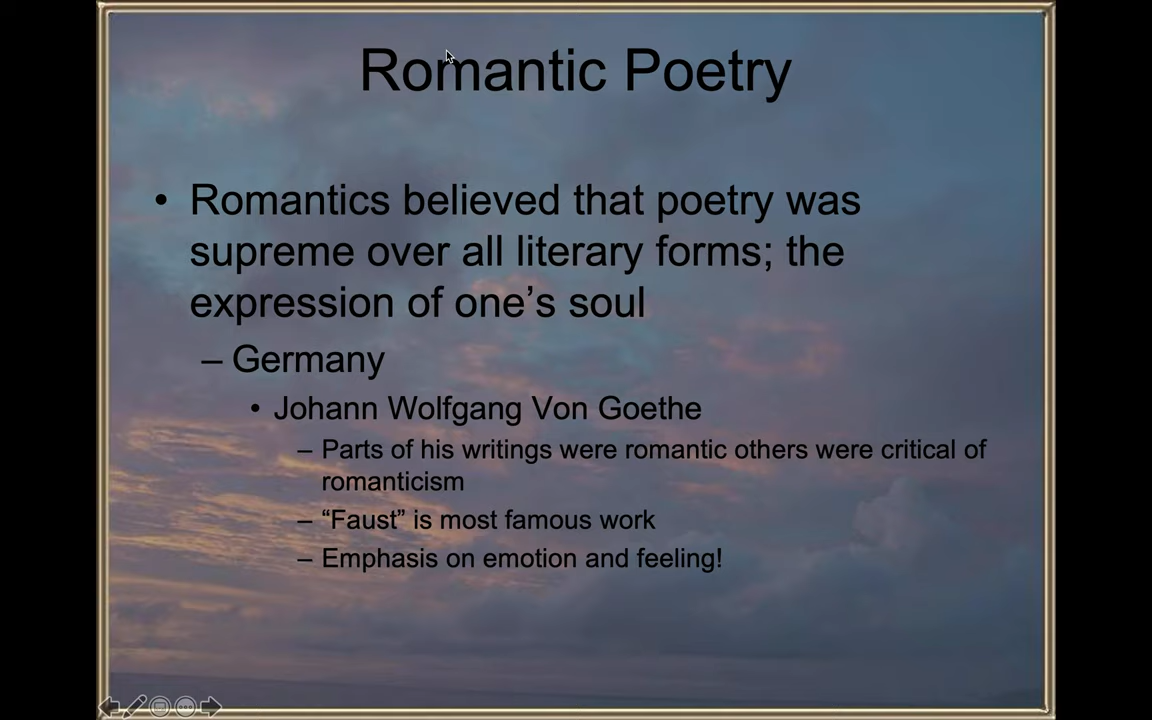 Romantic Poetry
• Romantics believed that poetry was
supreme over all literary forms; the
expression of one’s soul
– Germany
• Johann Wolfgang Von Goethe
– Parts of his writings were romantic others were critical of
romanticism
– “Faust” is most famous work
– Emphasis on emotion and feeling!